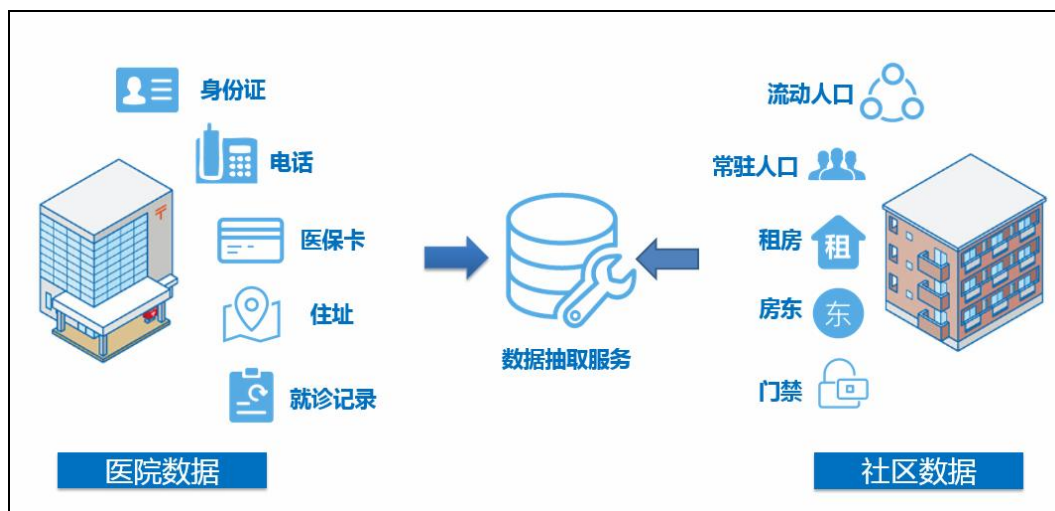 身份证
电话
医保卡
住址
就诊记录
医院数据
数据抽取服务
流动人口
常驻人口
租房
租
房东
东
门禁
社区数据